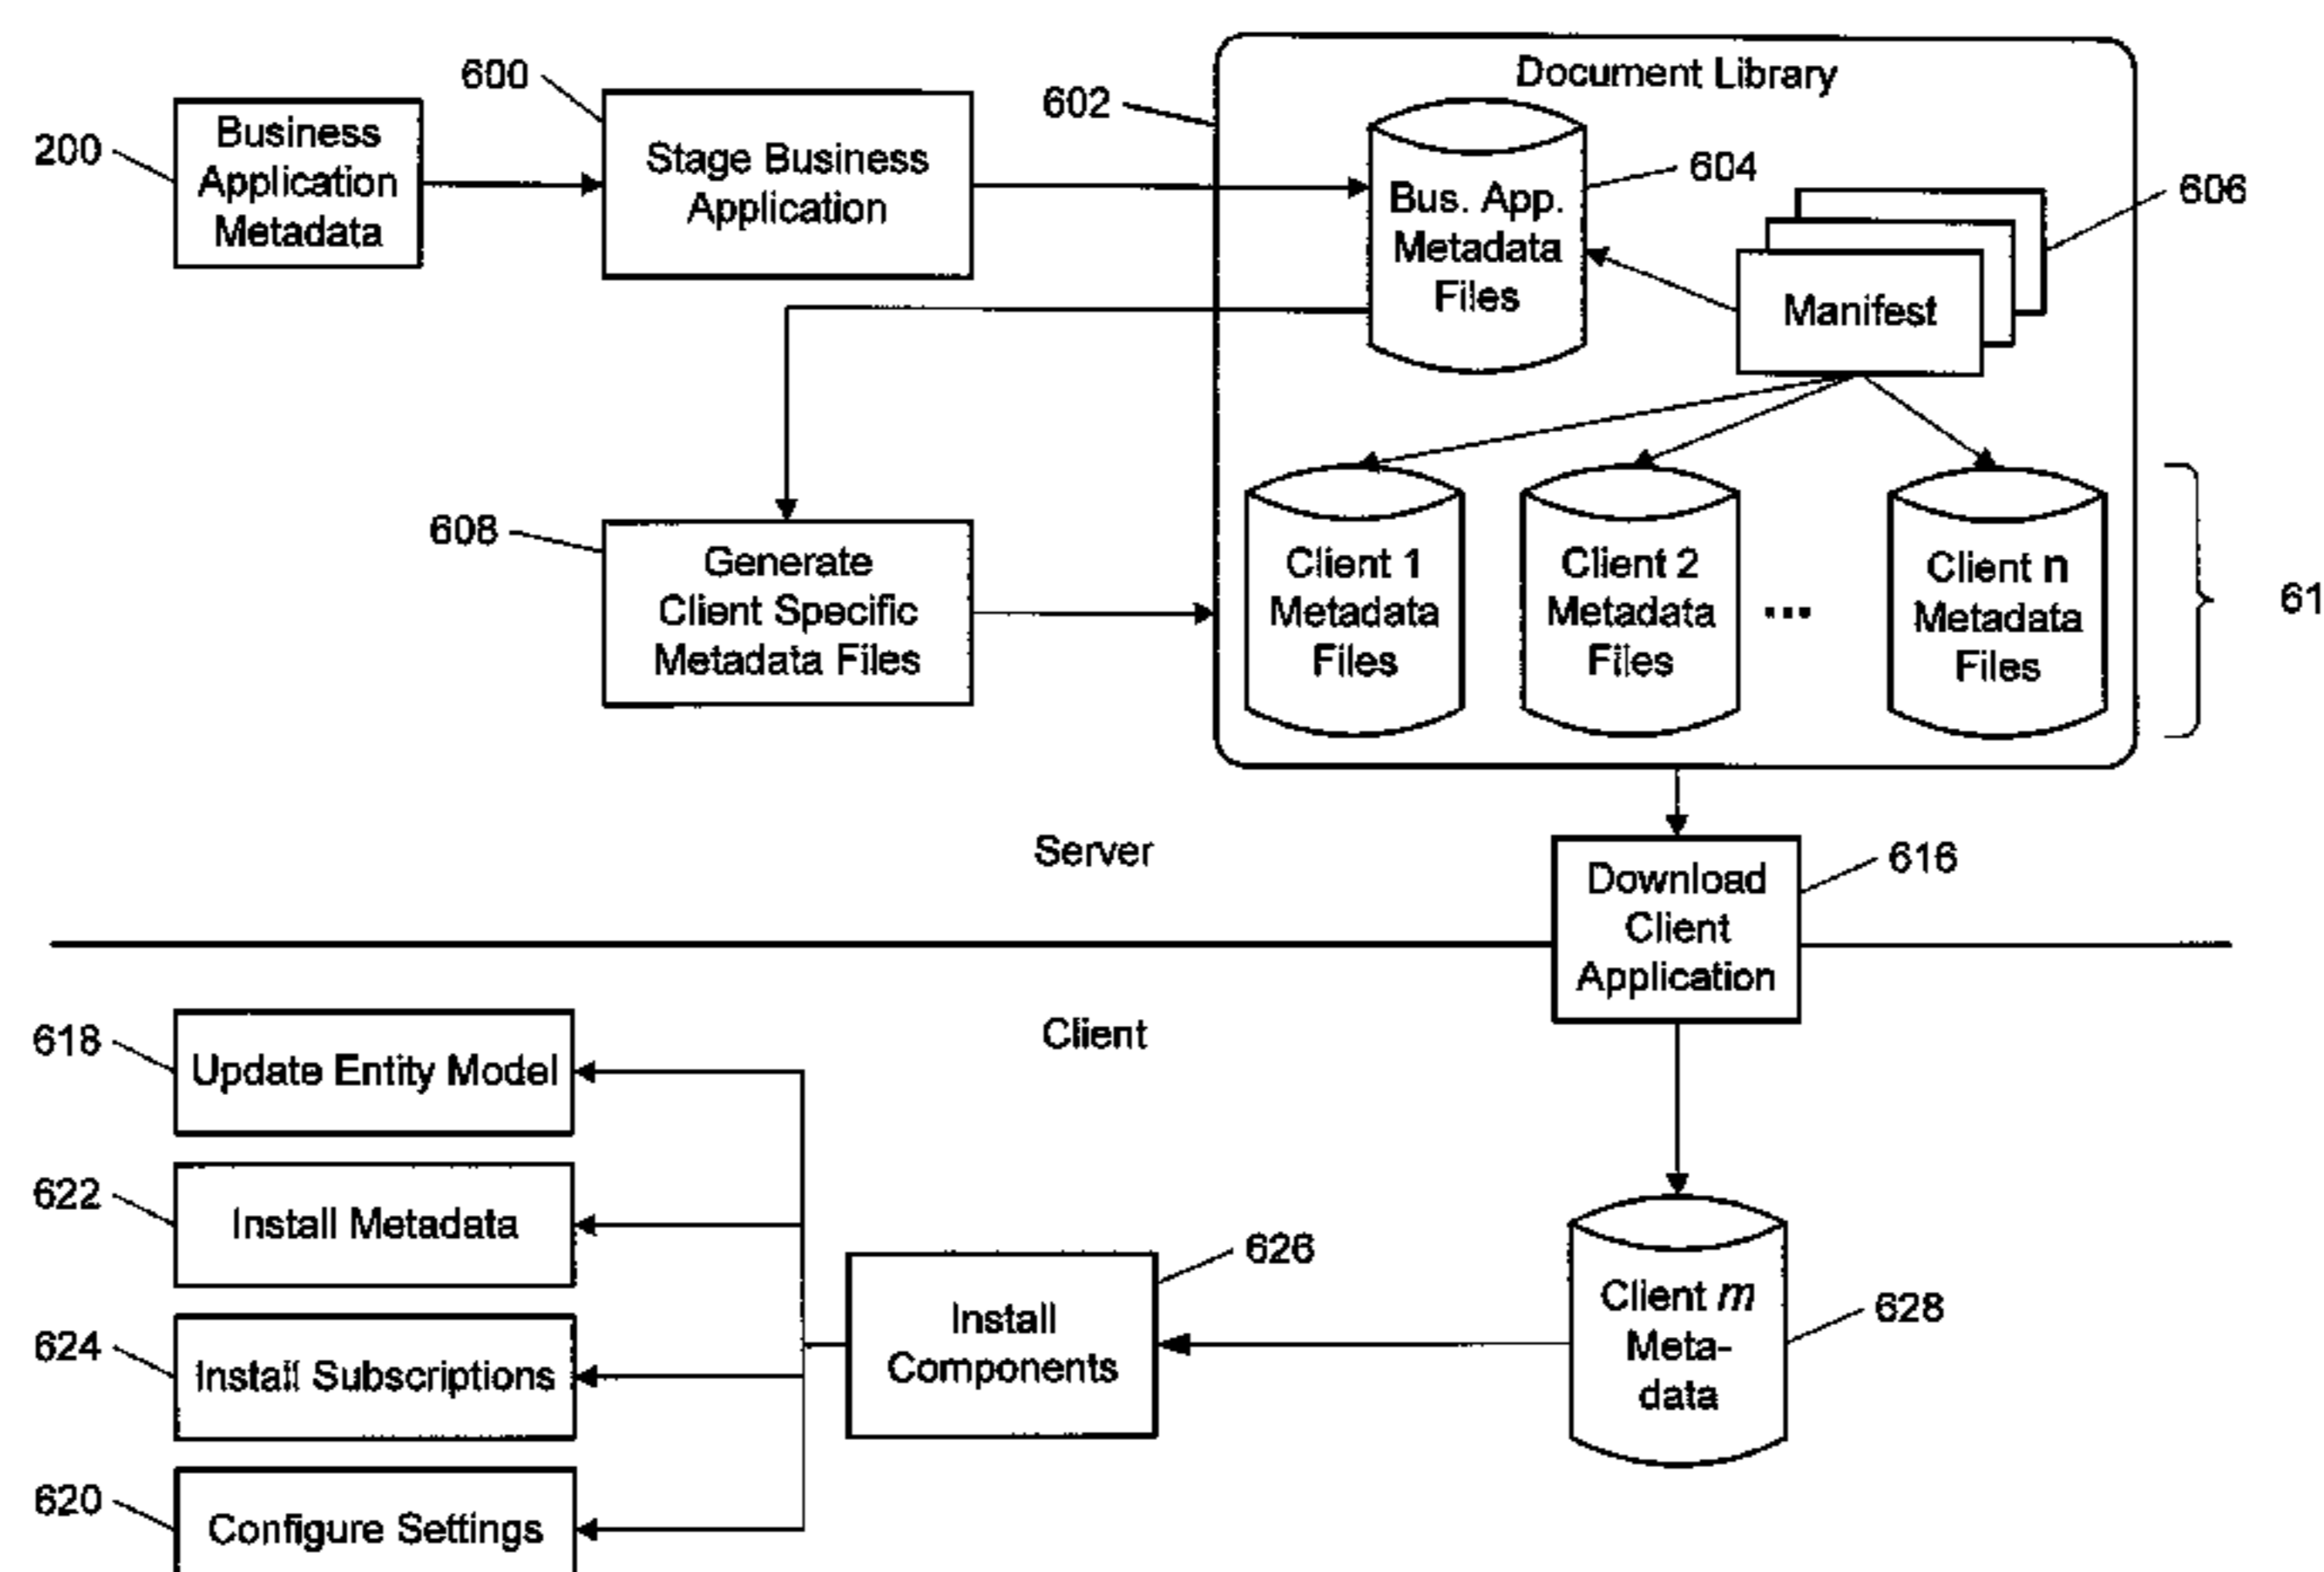 Document Library
600
602
200
Business
Application
Metadata
Stage Business
Application
604
606
Bus. App.
Metadata
Files
Manifest
608
Generate
Client Specific
Metadata Files
Client 1
Metadata
Files
Client 2
Metadata
Files
...
Client n
Metadata
Files
61
Server
Download
Client
Application
616
Client
618
Update Entity Model
622
Install Metadata
624
Install Subscriptions
620
Configure Settings
626
Install
Components
Client m
Meta-
data
628